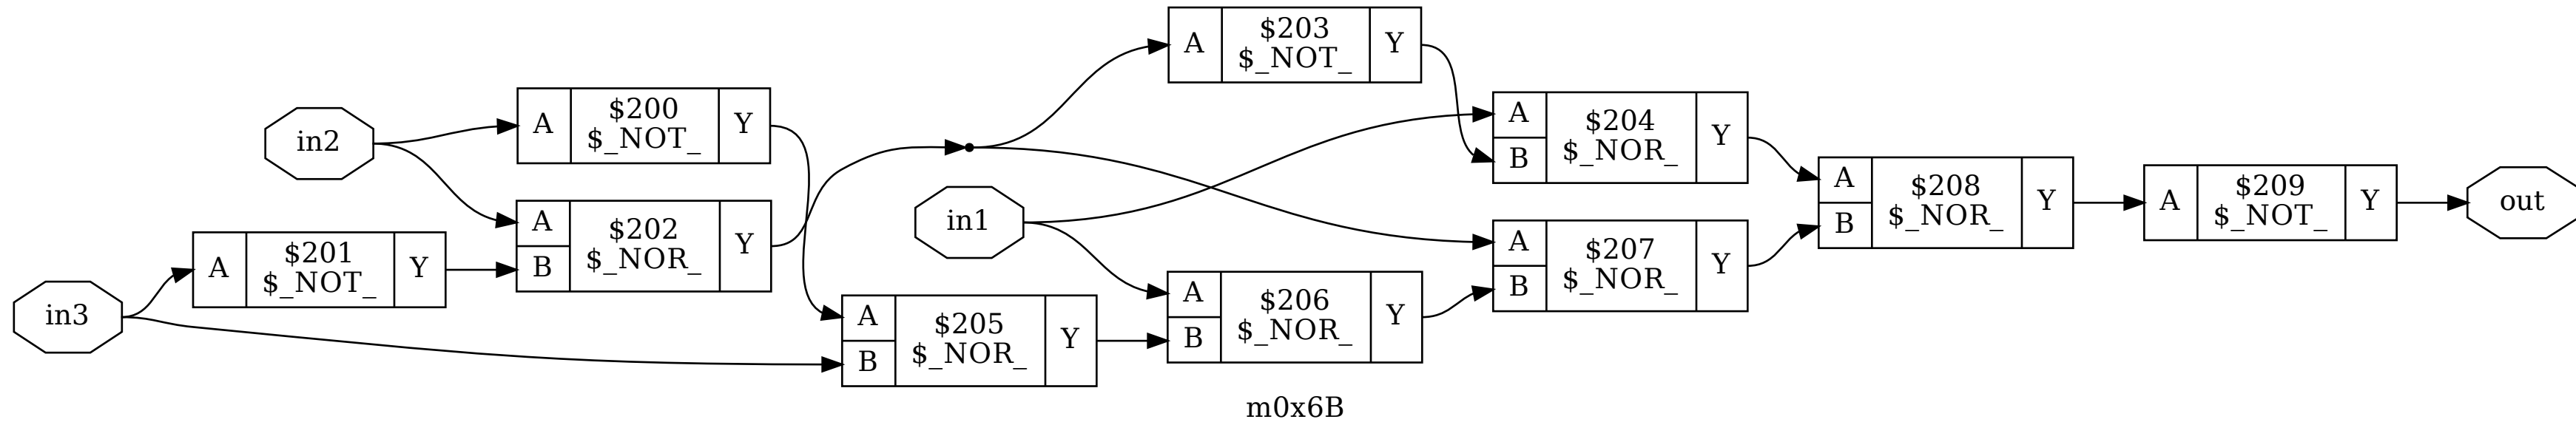 in3
in2
A $201 $_NOT_ Y
A $200 $_NOT_ Y
A B $202 $_NOR_ Y
A B $205 $_NOR_ Y
in1
A $203 $_NOT_ Y
A B $206 $_NOR_ Y
A B $204 $_NOR_ Y
A B $207 $_NOR_ Y
A B $208 $_NOR_ Y
A $209 $_NOT_ Y
out
m0x6B